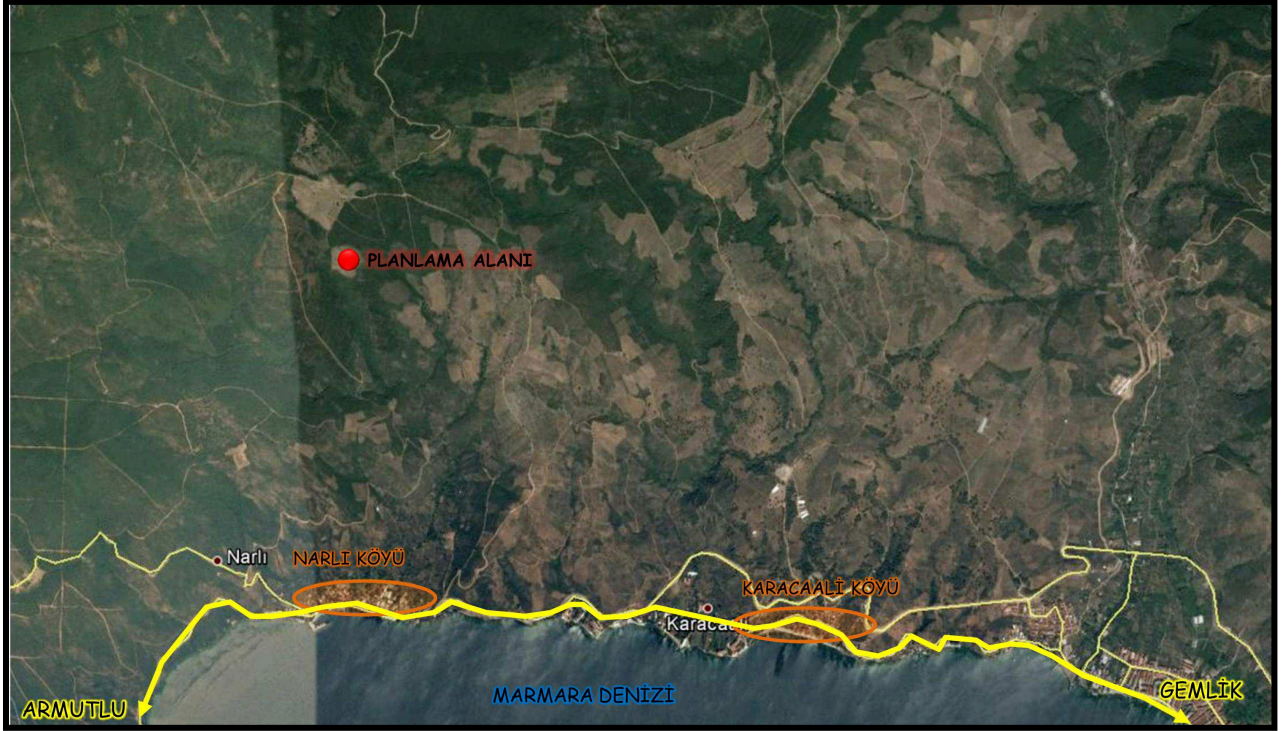 PLANLAMA ALANI
Narlı
NARLI KÖYÜ
KARACAALİ KÖYÜ
Karacaali
MARMARA DENİZİ
GEMLİK
ARMUTLU